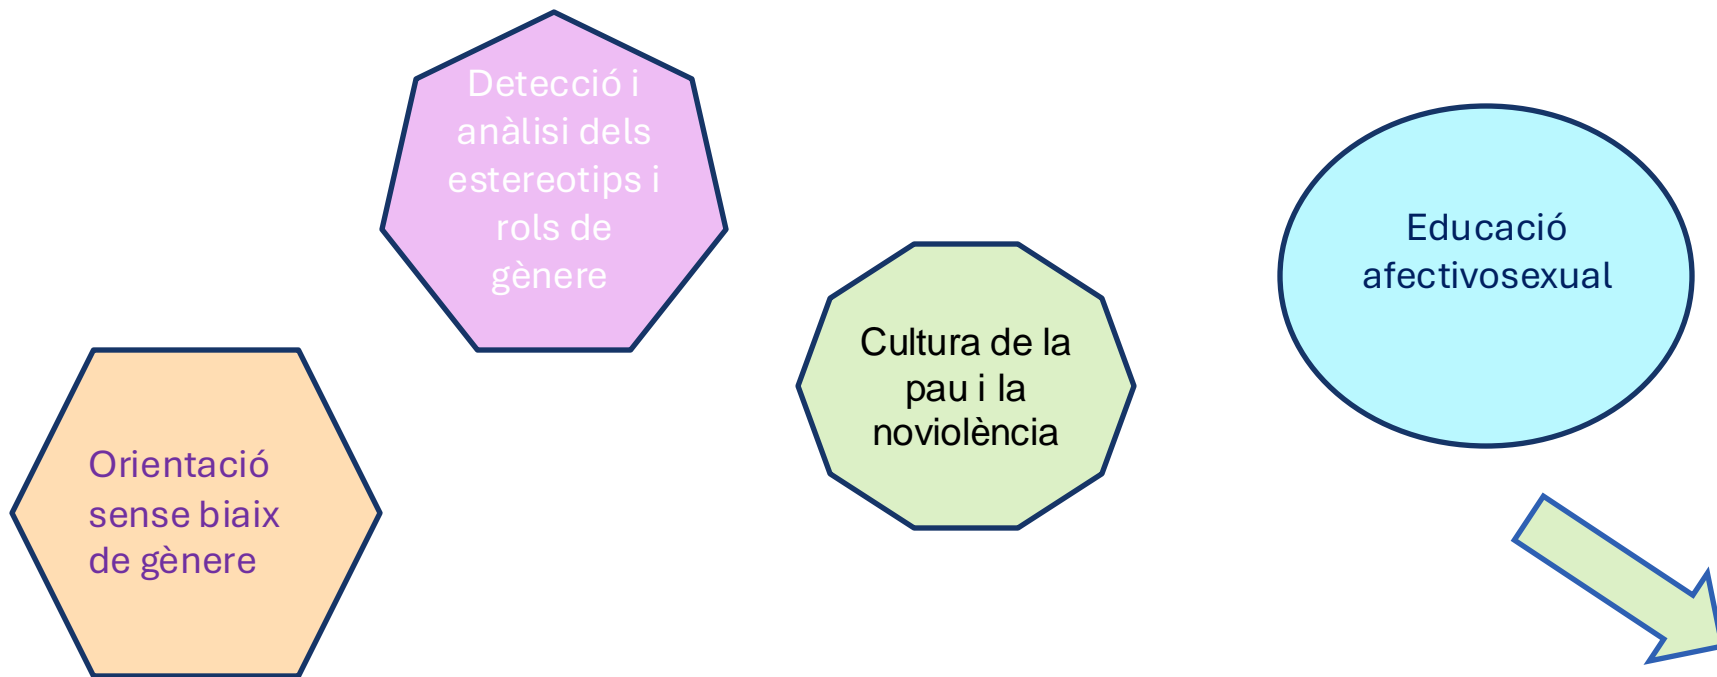 Detecció i
anàlisi dels
estereotips i
rols de
gènere
Educació
afectivosexual
Cultura de la
pau i la
noviolència
Orientació
sense biaix
de gènere